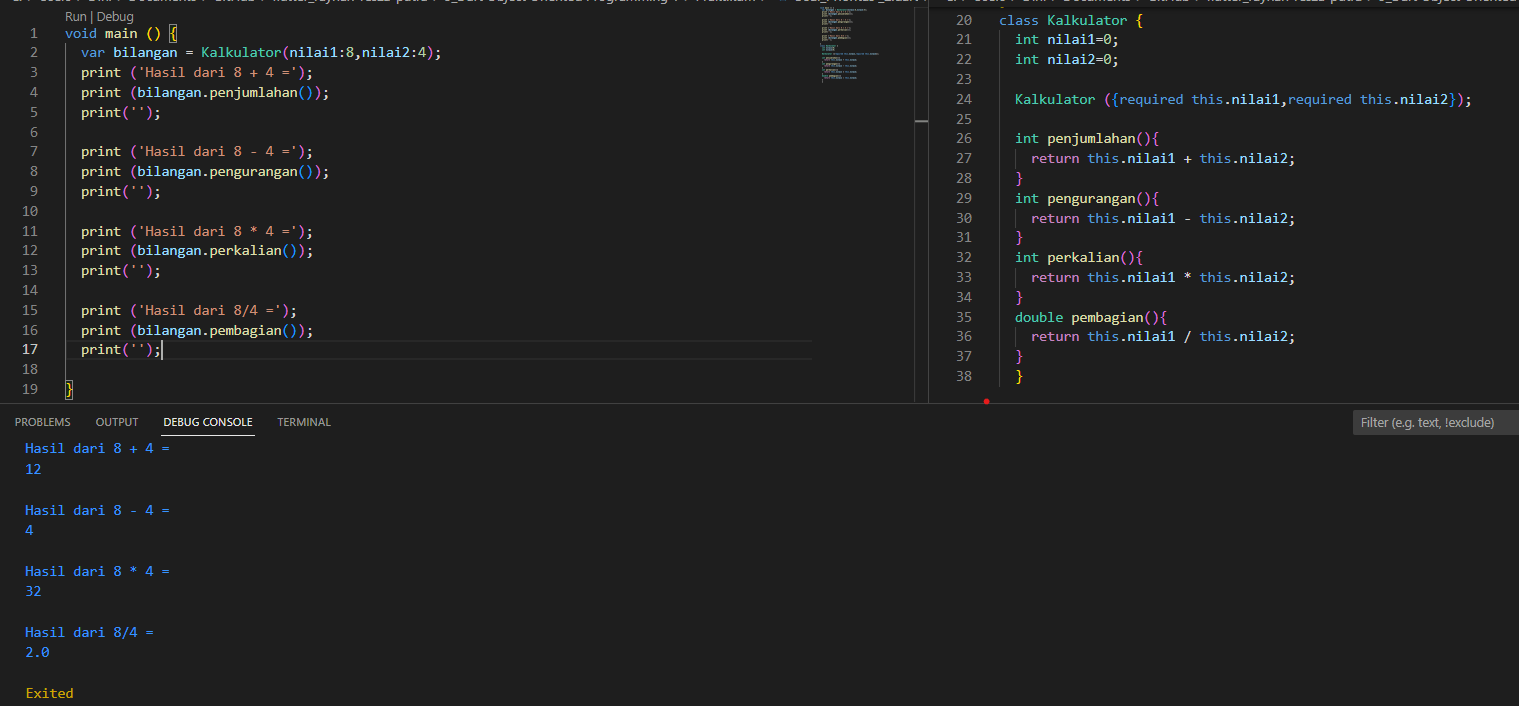 Run | Debug
1 void main () {
2 var bilangan = Kalkulator(nilai1:8,nilai2:4);
3 print ('Hasil dari 8 + 4 =');
4 print (bilangan.penjumlahan());
5 print('');
6
7 print ('Hasil dari 8 - 4 =');
8 print (bilangan.pengurangan());
9 print('');
10
11 print ('Hasil dari 8 * 4 =');
12 print (bilangan.perkalian());
13 print('');
14
15 print ('Hasil dari 8/4 =');
16 print (bilangan.pembagian());
17 print('');
18
19 }
20 class Kalkulator {
21 int nilai1=0;
22 int nilai2=0;
23
24 Kalkulator ({required this.nilai1,required this.nilai2});
25
26 int penjumlahan(){
27 return this.nilai1 + this.nilai2;
28 }
29 int pengurangan(){
30 return this.nilai1 - this.nilai2;
31 }
32 int perkalian(){
33 return this.nilai1 * this.nilai2;
34 }
35 double pembagian(){
36 return this.nilai1 / this.nilai2;
37 }
38 }
PROBLEMS OUTPUT DEBUG CONSOLE TERMINAL
Filter (e.g. text, !exclude)
Hasil dari 8 + 4 =
12
Hasil dari 8 - 4 =
4
Hasil dari 8 * 4 =
32
Hasil dari 8/4 =
2.0
Exited